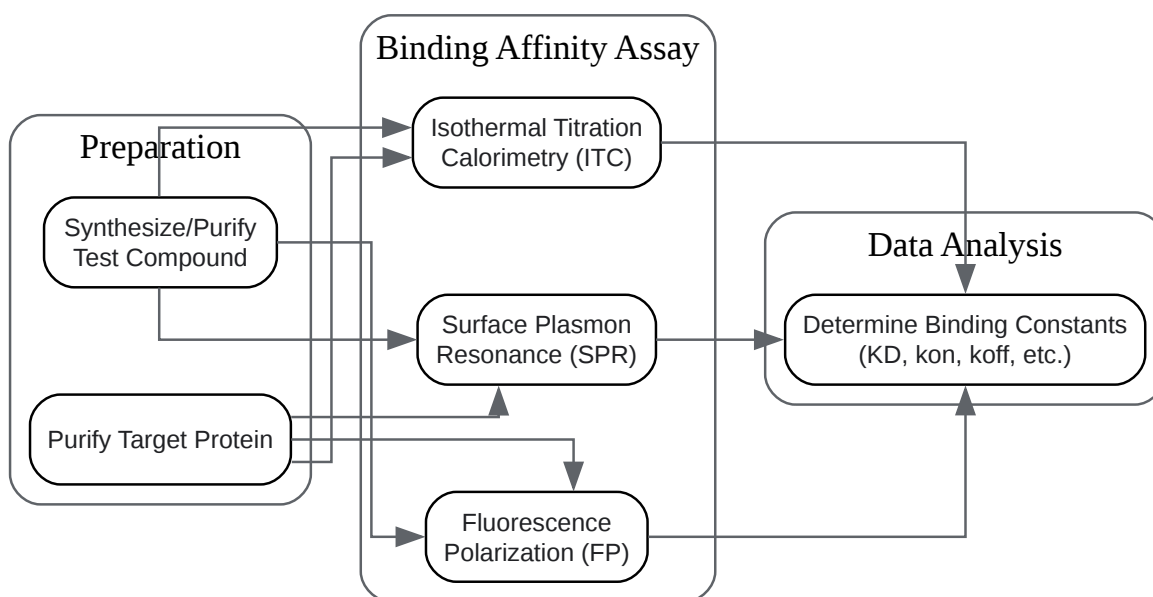 Preparation
Synthesize/Purify
Test Compound
Purify Target Protein
Binding Affinity Assay
Isothermal Titration
Calorimetry (ITC)
Surface Plasmon
Resonance (SPR)
Fluorescence
Polarization (FP)
Data Analysis
Determine Binding Constants
(KD, kon, koff, etc.)